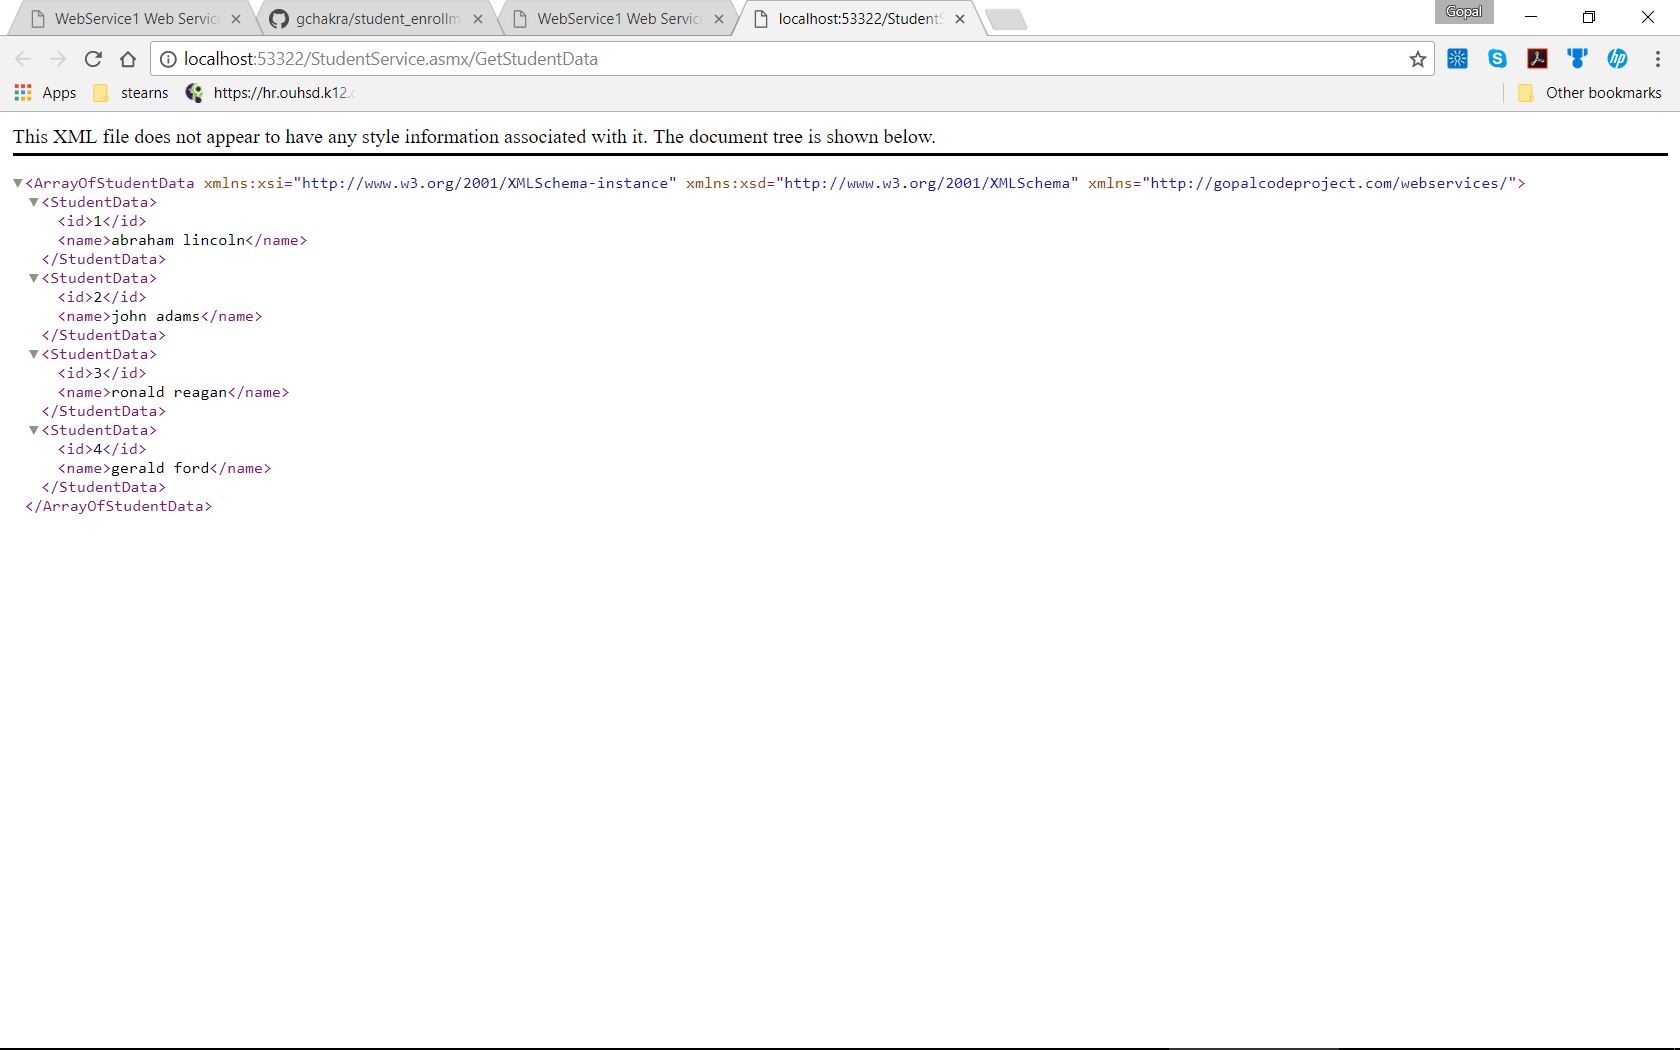 WebService1 Web Servic
gchakra/student_enrollm
WebService1 Web Servic
localhost:53322/StudentS
Gopal
localhost:53322/StudentService.asmx/GetStudentData
Apps
stearns
https://hr.ouhsd.k12.c
Other bookmarks
This XML file does not appear to have any style information associated with it. The document tree is shown below.
<ArrayOfStudentData xmlns:xsi="http://www.w3.org/2001/XMLSchema-instance" xmlns:xsd="http://www.w3.org/2001/XMLSchema" xmlns="http://gopalcodeproject.com/webservices/">
<StudentData>
<id>1</id>
<name>abraham lincoln</name>
</StudentData>
<StudentData>
<id>2</id>
<name>john adams</name>
</StudentData>
<StudentData>
<id>3</id>
<name>ronald reagan</name>
</StudentData>
<StudentData>
<id>4</id>
<name>gerald ford</name>
</StudentData>
</ArrayOfStudentData>